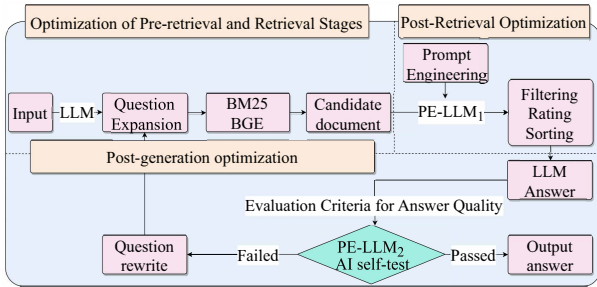 Optimization of Pre-retrieval and Retrieval Stages
Post-Retrieval Optimization
Prompt
Engineering
Input
LLM
Question
Expansion
BM25
BGE
Candidate
document
PE-LLM1
Filtering
Rating
Sorting
Post-generation optimization
LLM
Answer
Evaluation Criteria for Answer Quality
Question
rewrite
Failed
PE-LLM2
AI self-test
Passed
Output
answer